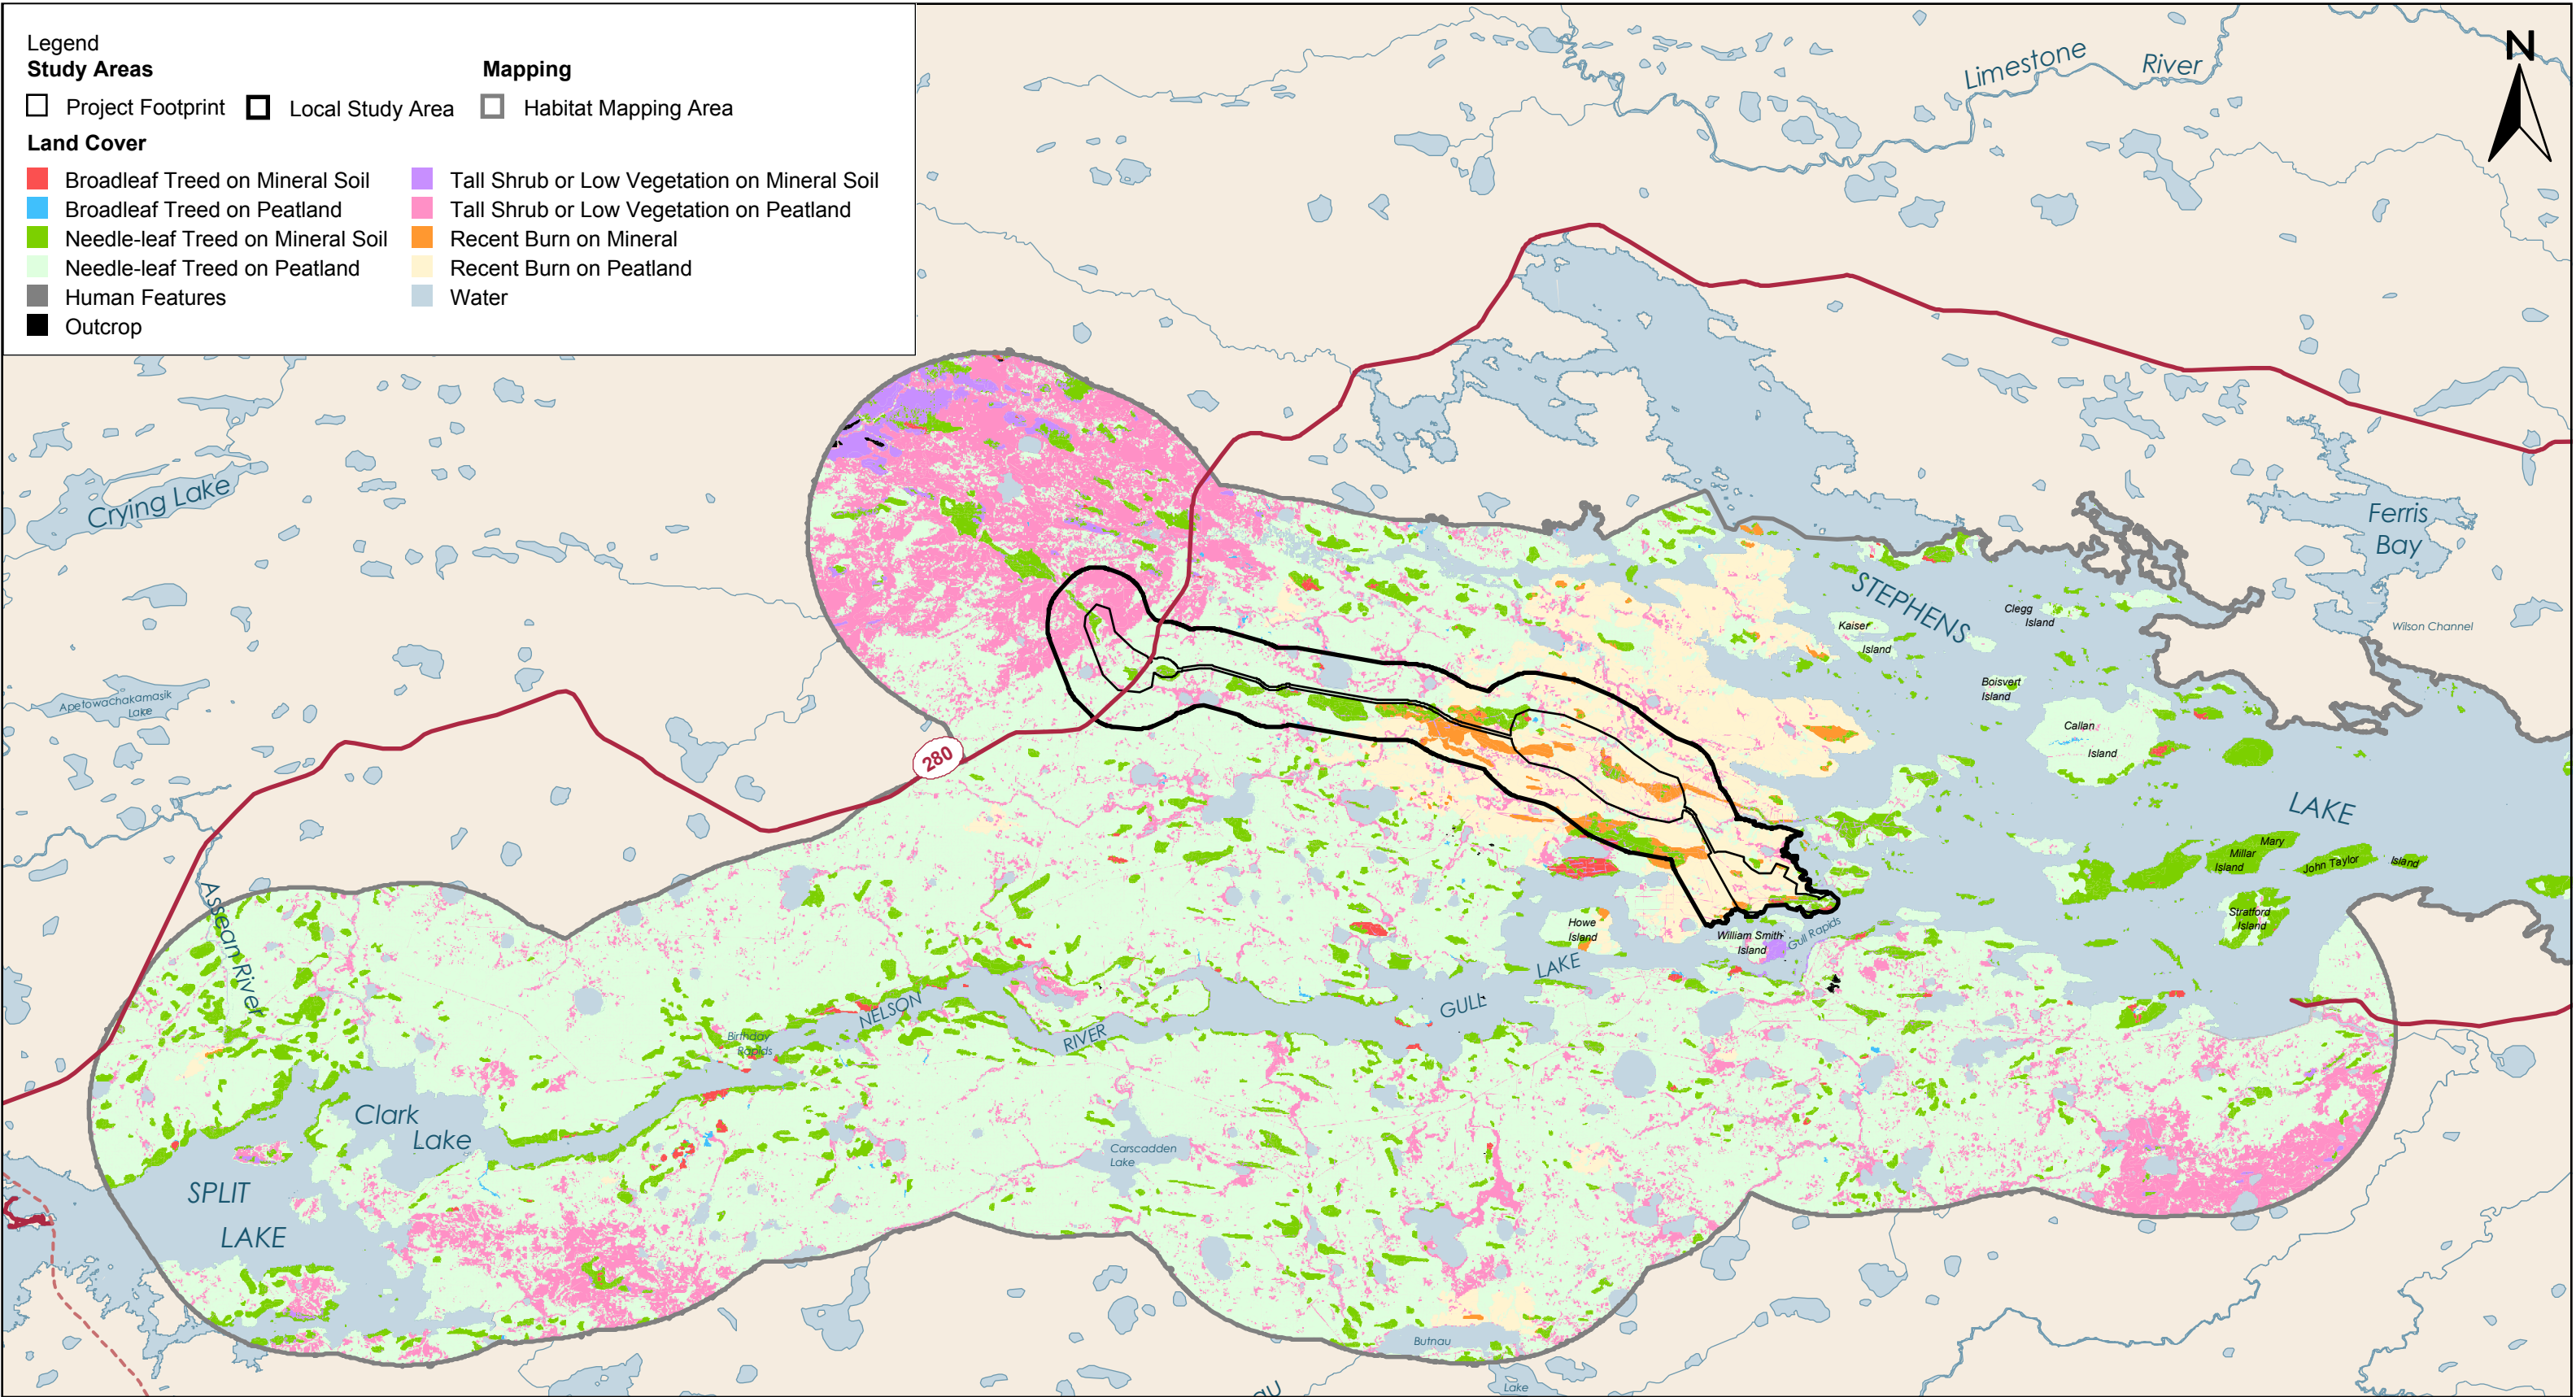 Legend
Study Areas
Mapping
Project Footprint
Local Study Area
Habitat Mapping Area
Land Cover
Broadleaf Treed on Mineral Soil
Tall Shrub or Low Vegetation on Mineral Soil
Broadleaf Treed on Peatland
Tall Shrub or Low Vegetation on Peatland
Needle-leaf Treed on Mineral Soil
Recent Burn on Mineral
Needle-leaf Treed on Peatland
Recent Burn on Peatland
Human Features
Water
Outcrop
N
Limestone River
Crying Lake
Ferris
Bay
Wilson Channel
STEPHENS
Clegg
Island
Kaiser
Island
Boisvert
Island
Apetowachakamasik
Lake
Callan
Island
280
LAKE
Mary
Millar
Island
John Taylor
Island
Stratford
Island
Assean River
Howe
Island
William Smith
Island
Gull Rapids
LAKE
GULL
NELSON
RIVER
Birthday
Rapids
Clark
Lake
Carscadden
Lake
SPLIT
LAKE
Butnau
Lake
au